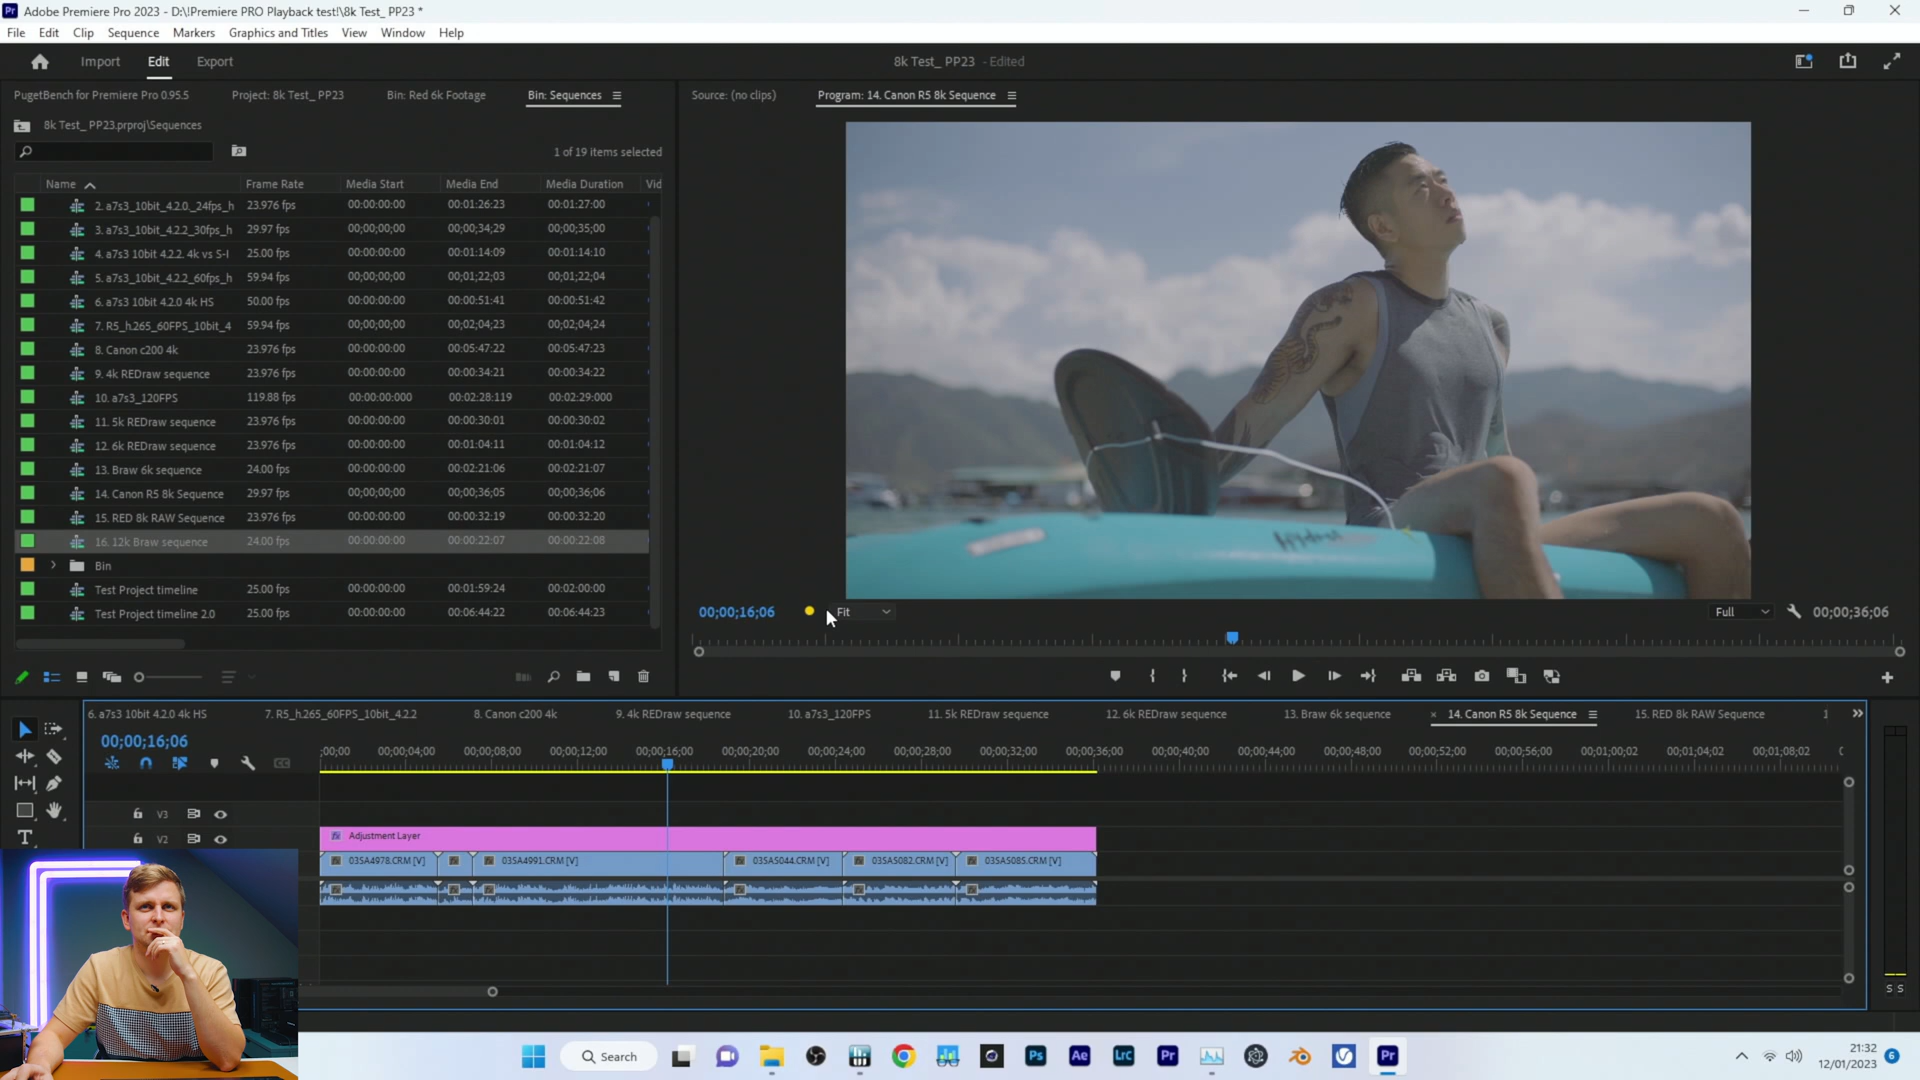 Adobe Premiere Pro 2023 - D:\!Premiere PRO Playback test!\8k Test_ PP23 *
File Edit Clip Sequence Markers Graphics and Titles View Window Help
Import Edit Export
8k Test_ PP23 - Edited
PugetBench for Premiere Pro 0.95.5 Project: 8k Test_ PP23 Bin: Red 6k Footage Bin: Sequences
Source: (no clips) Program: 14. Canon R5 8k Sequence
8k Test_ PP23.prproj\Sequences
1 of 19 items selected
Name Frame Rate Media Start Media End Media Duration Vid
2. a7s3_10bit_4.2.0._24fps_h 23.976 fps 00:00:00:00 00:01:26:23 00:01:27:00
3. a7s3_10bit_4.2.2_30fps_h 29.97 fps 00;00;00;00 00;00;34;29 00;00;35;00
4. a7s3 10bit 4.2.2. 4k vs S-I 25.00 fps 00:00:00:00 00:01:14:09 00:01:14:10
5. a7s3_10bit_4.2.2_60fps_h 59.94 fps 00;00;00;00 00;01;22;03 00;01;22;04
6. a7s3 10bit 4.2.0 4k HS 50.00 fps 00:00:00:00 00:00:51:41 00:00:51:42
7. R5_h.265_60FPS_10bit_4 59.94 fps 00;00;00;00 00;02;04;23 00;02;04;24
8. Canon c200 4k 23.976 fps 00:00:00:00 00:05:47:22 00:05:47:23
9. 4k REDraw sequence 23.976 fps 00:00:00:00 00:00:34:21 00:00:34:22
10. a7s3_120FPS 119.88 fps 00:00:00:000 00:02:28:119 00:02:29:000
11. 5k REDraw sequence 23.976 fps 00:00:00:00 00:00:30:01 00:00:30:02
12. 6k REDraw sequence 23.976 fps 00:00:00:00 00:01:04:11 00:01:04:12
13. Braw 6k sequence 24.00 fps 00:00:00:00 00:02:21:06 00:02:21:07
14. Canon R5 8k Sequence 29.97 fps 00;00;00;00 00;00;36;05 00;00;36;06
15. RED 8k RAW Sequence 23.976 fps 00:00:00:00 00:00:32:19 00:00:32:20
16. 12k Braw sequence 24.00 fps 00:00:00:00 00:00:22:07 00:00:22:08
Bin
Test Project timeline 25.00 fps 00:00:00:00 00:01:59:24 00:02:00:00
Test Project timeline 2.0 25.00 fps 00:00:00:00 00:06:44:22 00:06:44:23
00;00;16;06 Fit Full 00;00;36;06
6. a7s3 10bit 4.2.0 4k HS 7. R5_h.265_60FPS_10bit_4.2.2 8. Canon c200 4k 9. 4k REDraw sequence 10. a7s3_120FPS 11. 5k REDraw sequence 12. 6k REDraw sequence 13. Braw 6k sequence × 14. Canon R5 8k Sequence 15. RED 8k RAW Sequence 1
00;00;16;06
;00;00 00;00;04;00 00;00;08;00 00;00;12;00 00;00;16;00 00;00;20;00 00;00;24;00 00;00;28;00 00;00;32;00 00;00;36;00 00;00;40;00 00;00;44;00 00;00;48;00 00;00;52;00 00;00;56;00 00;01;00;02 00;01;04;02 00;01;08;02
V3
V2
fx Adjustment Layer
03SA4978.CRM [V] 03SA4991.CRM [V] 03SA5044.CRM [V] 03SA5082.CRM [V] 03SA5085.CRM [V]
S S
Search
Ps Ae Lrc Pr Pr
21:32
12/01/2023
6